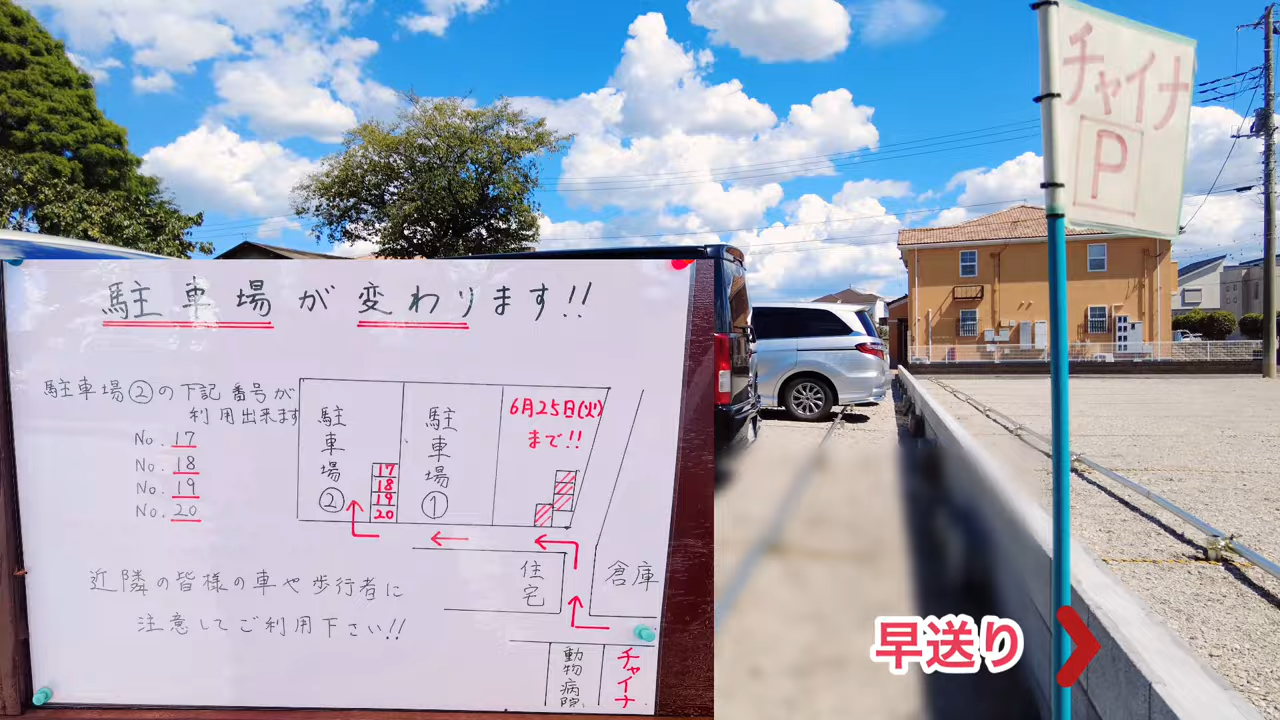 駐車場が変わります!!
駐車場②の下記番号が
利用出来ます
No. 17
No. 18
No. 19
No. 20
駐車場②
17
18
19
20
駐車場①
6月25日(火)
まで!!
住宅
倉庫
動物病院
チャイナ
近隣の皆様の車や歩行者に
注意してご利用下さい!!
チャイナ
P
早送り